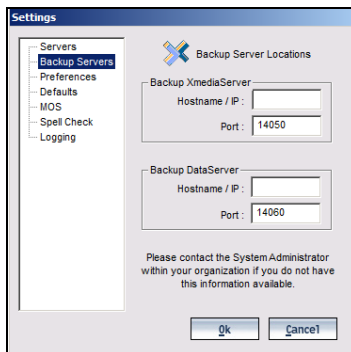 Settings
Servers
Backup Servers
Preferences
Defaults
MOS
Spell Check
Logging
Backup Server Locations
Backup XmediaServer
Hostname / IP :
Port : 14050
Backup DataServer
Hostname / IP :
Port : 14060
Please contact the System Administrator
within your organization if you do not have
this information available.
Ok Cancel